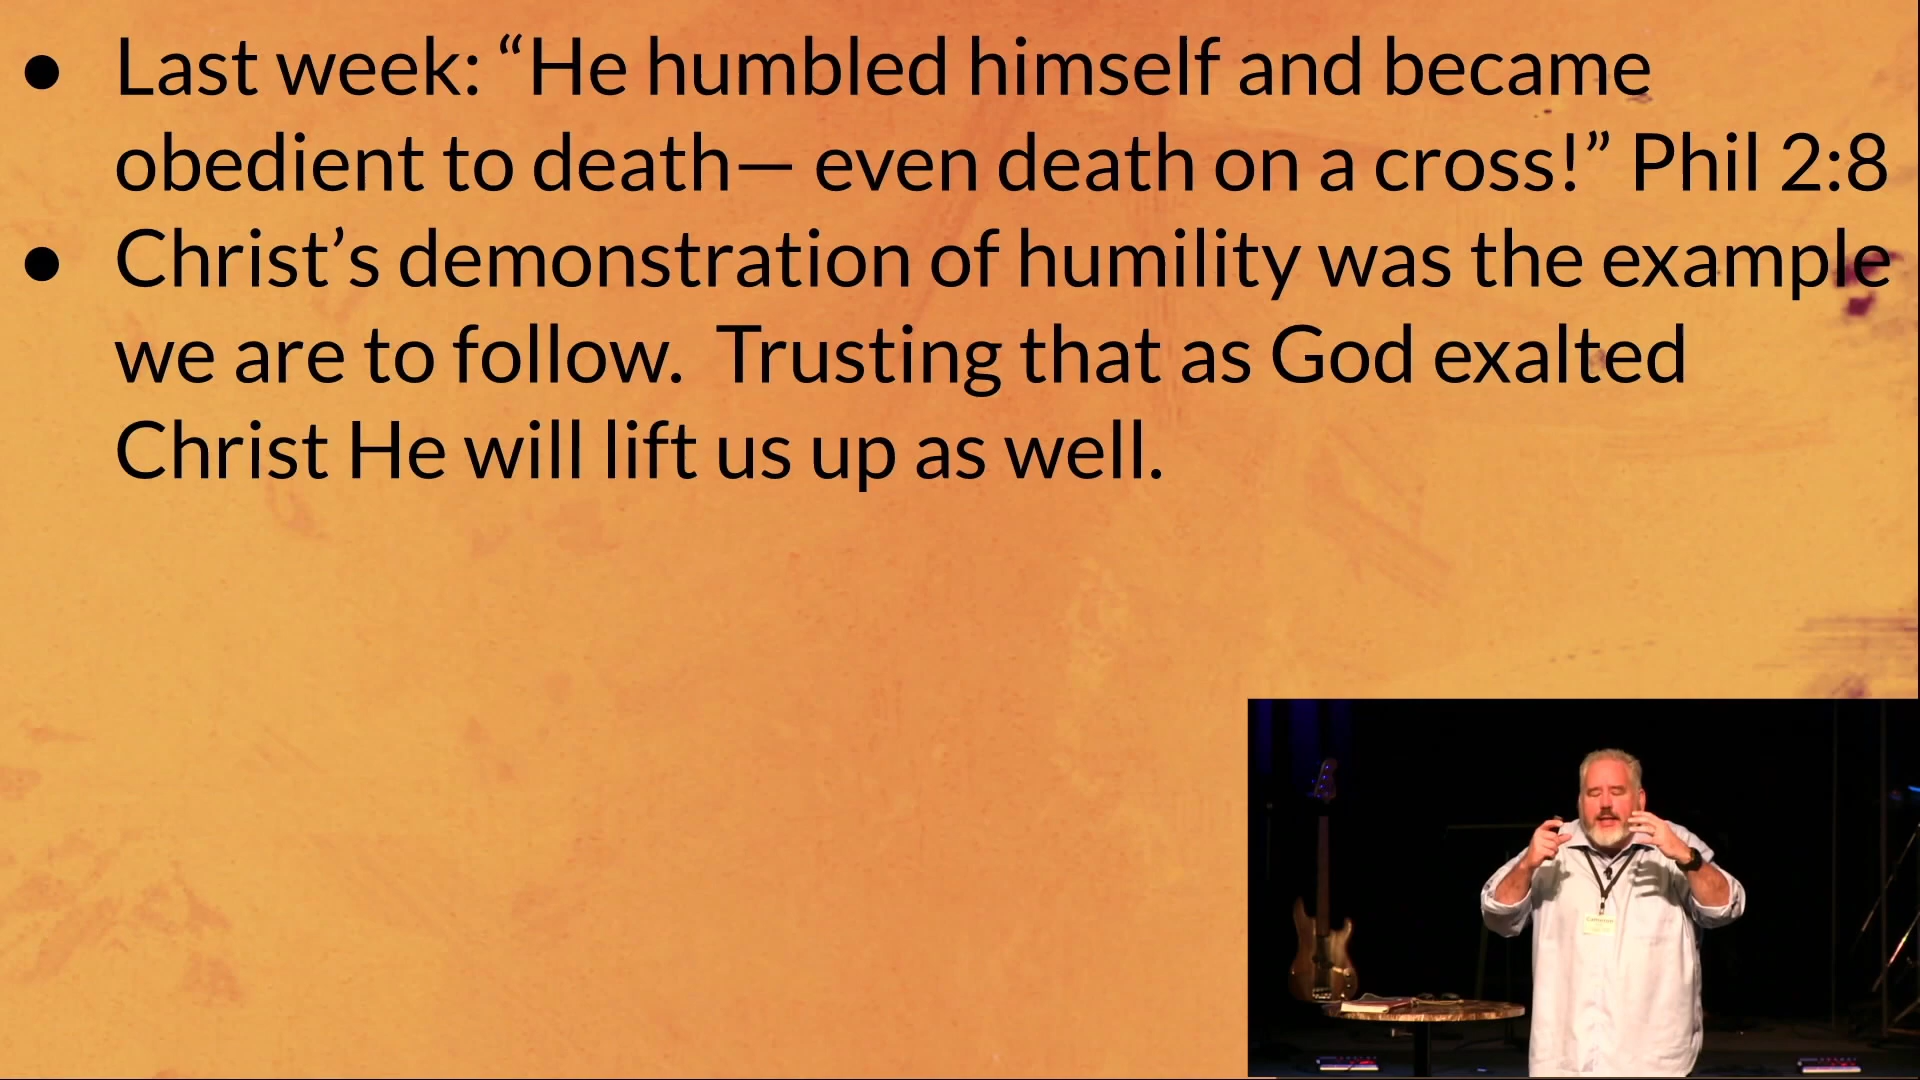 ● Last week: “He humbled himself and became
obedient to death— even death on a cross!” Phil 2:8
● Christ’s demonstration of humility was the example
we are to follow.  Trusting that as God exalted
Christ He will lift us up as well.
Cameron